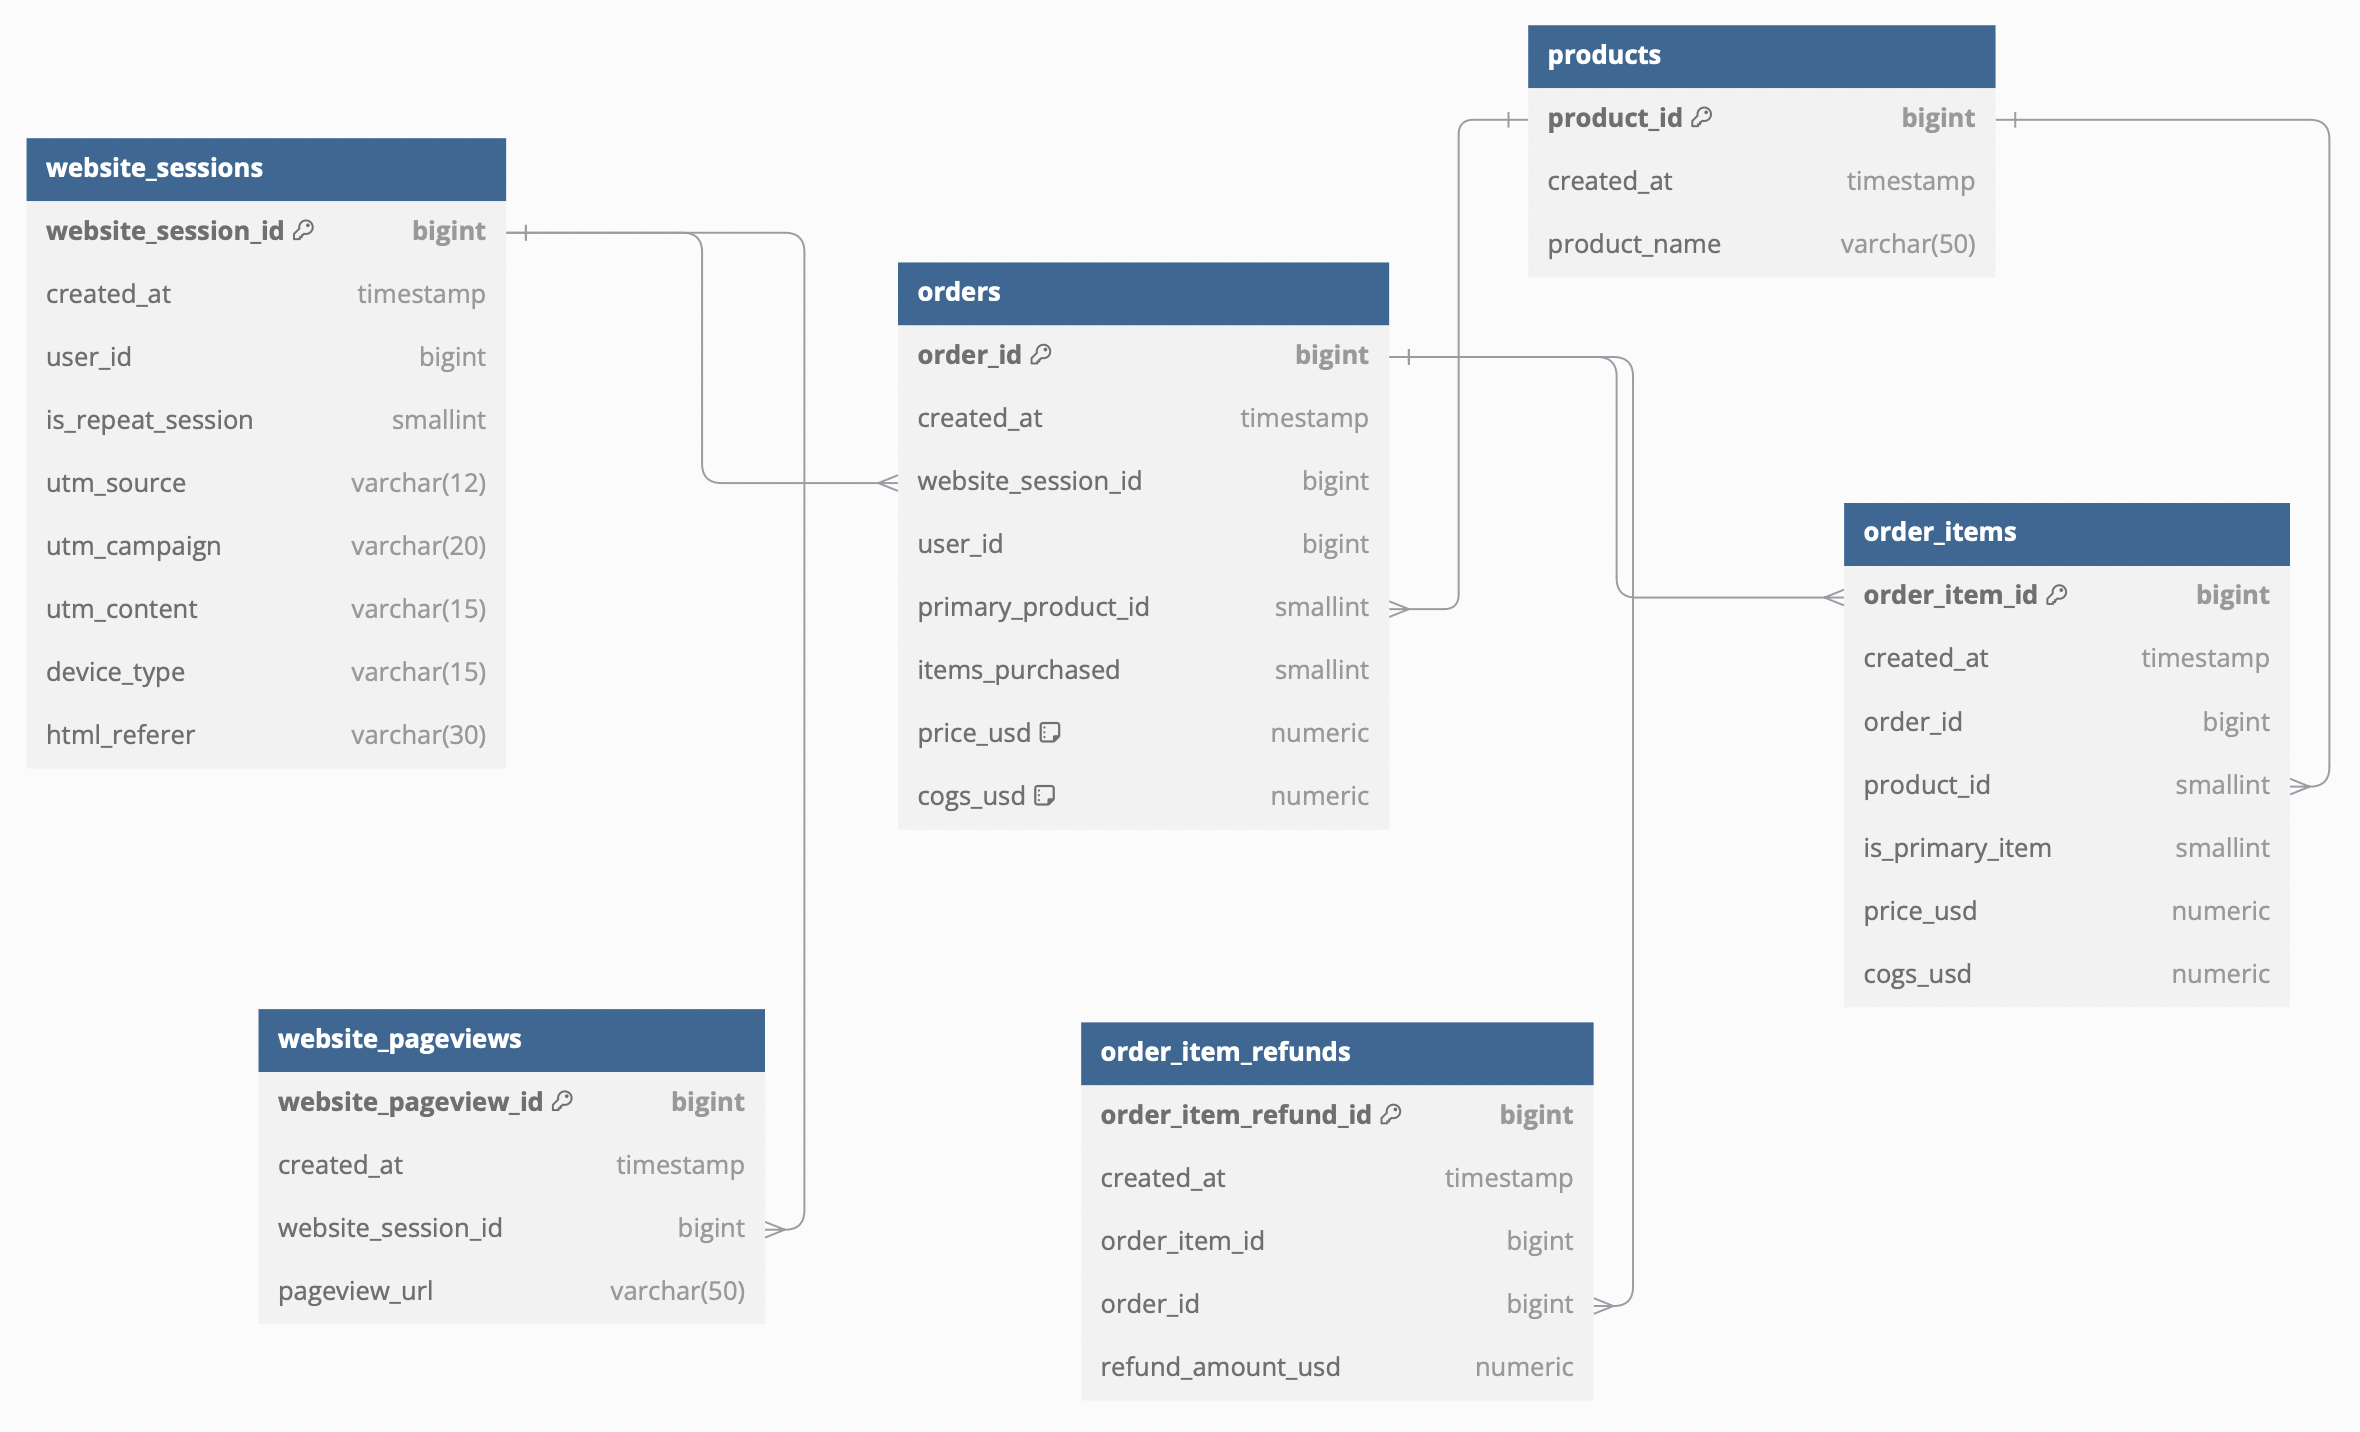 products
product_id bigint
created_at timestamp
product_name varchar(50)
website_sessions
website_session_id bigint
created_at timestamp
user_id bigint
is_repeat_session smallint
utm_source varchar(12)
utm_campaign varchar(20)
utm_content varchar(15)
device_type varchar(15)
html_referer varchar(30)
orders
order_id bigint
created_at timestamp
website_session_id bigint
user_id bigint
primary_product_id smallint
items_purchased smallint
price_usd numeric
cogs_usd numeric
order_items
order_item_id bigint
created_at timestamp
order_id bigint
product_id smallint
is_primary_item smallint
price_usd numeric
cogs_usd numeric
website_pageviews
website_pageview_id bigint
created_at timestamp
website_session_id bigint
pageview_url varchar(50)
order_item_refunds
order_item_refund_id bigint
created_at timestamp
order_item_id bigint
order_id bigint
refund_amount_usd numeric